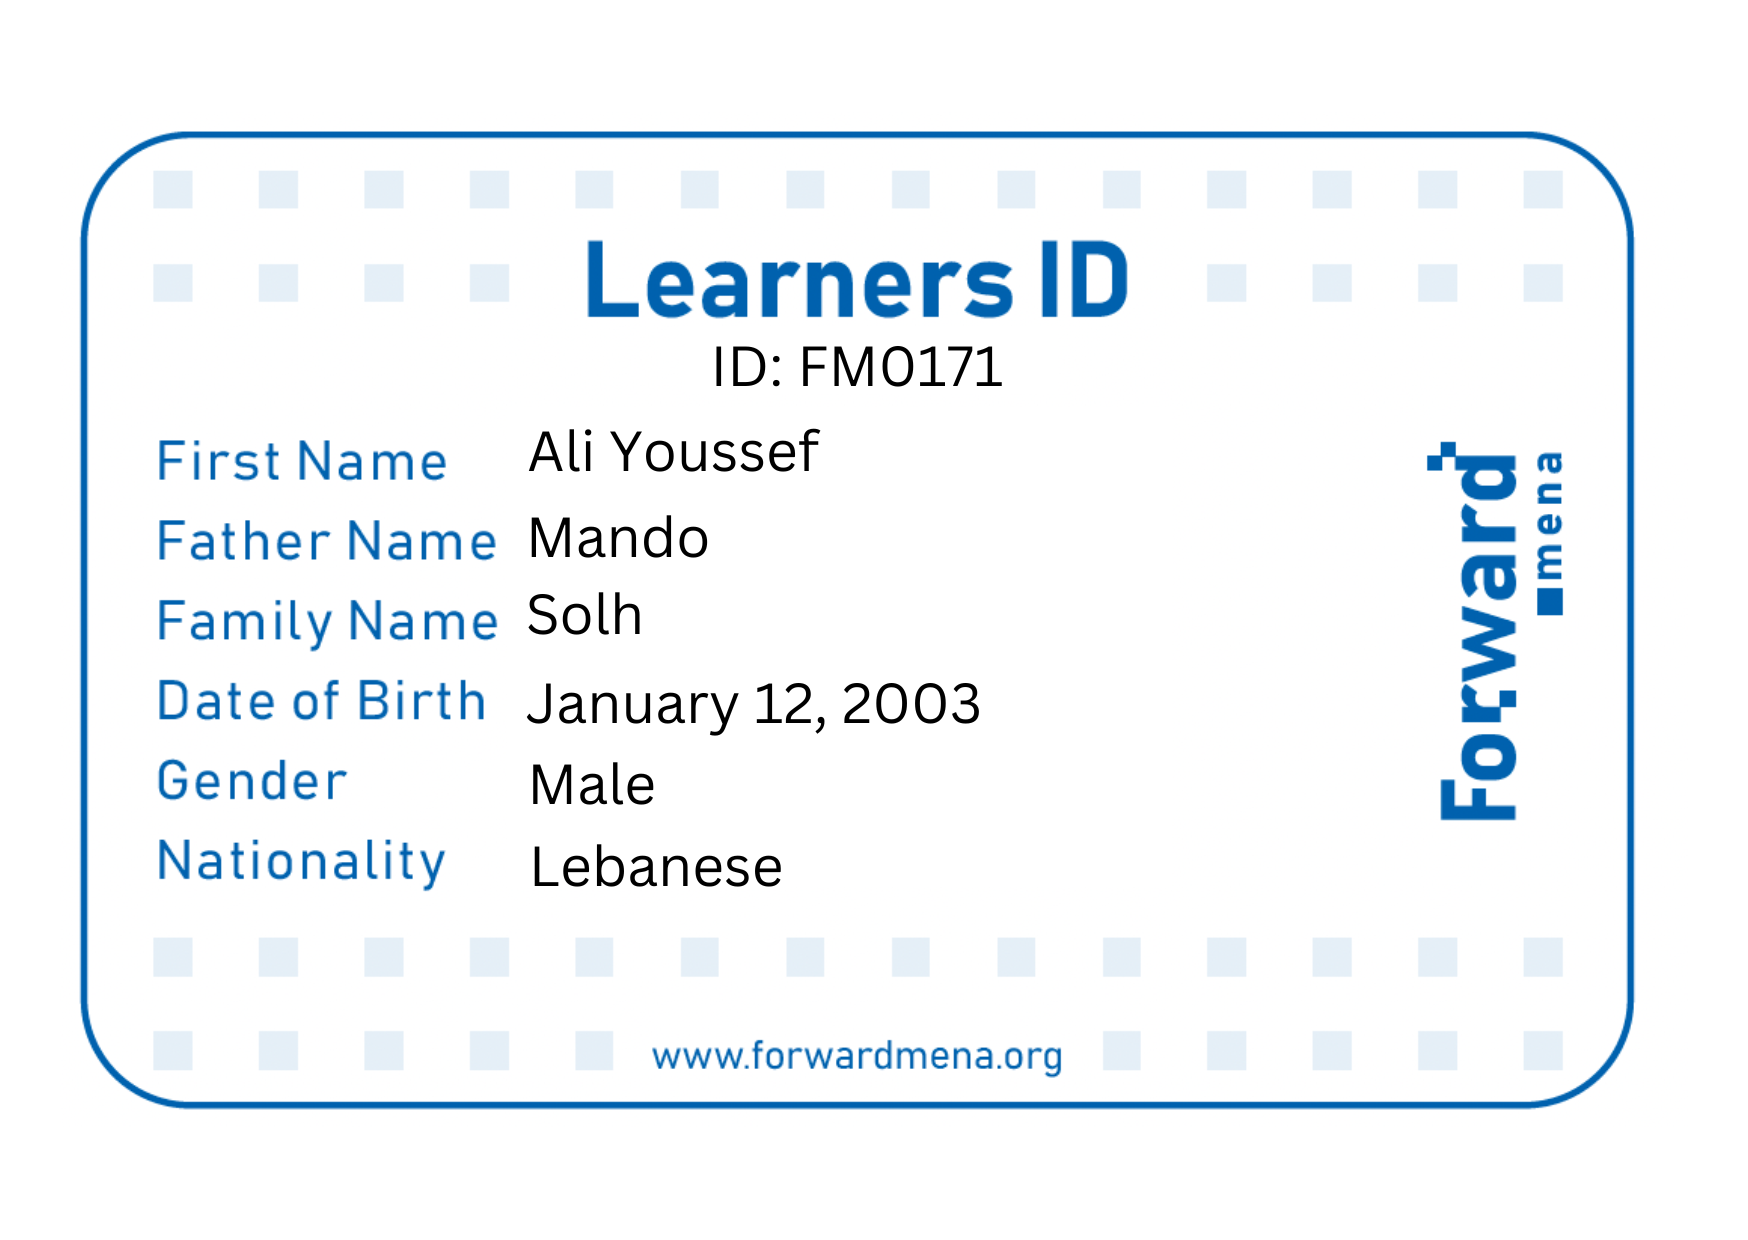 Learners ID
ID: FM0171
First Name Ali Youssef
Father Name Mando
Family Name Solh
Date of Birth January 12, 2003
Gender Male
Nationality Lebanese
Forward
mena
www.forwardmena.org